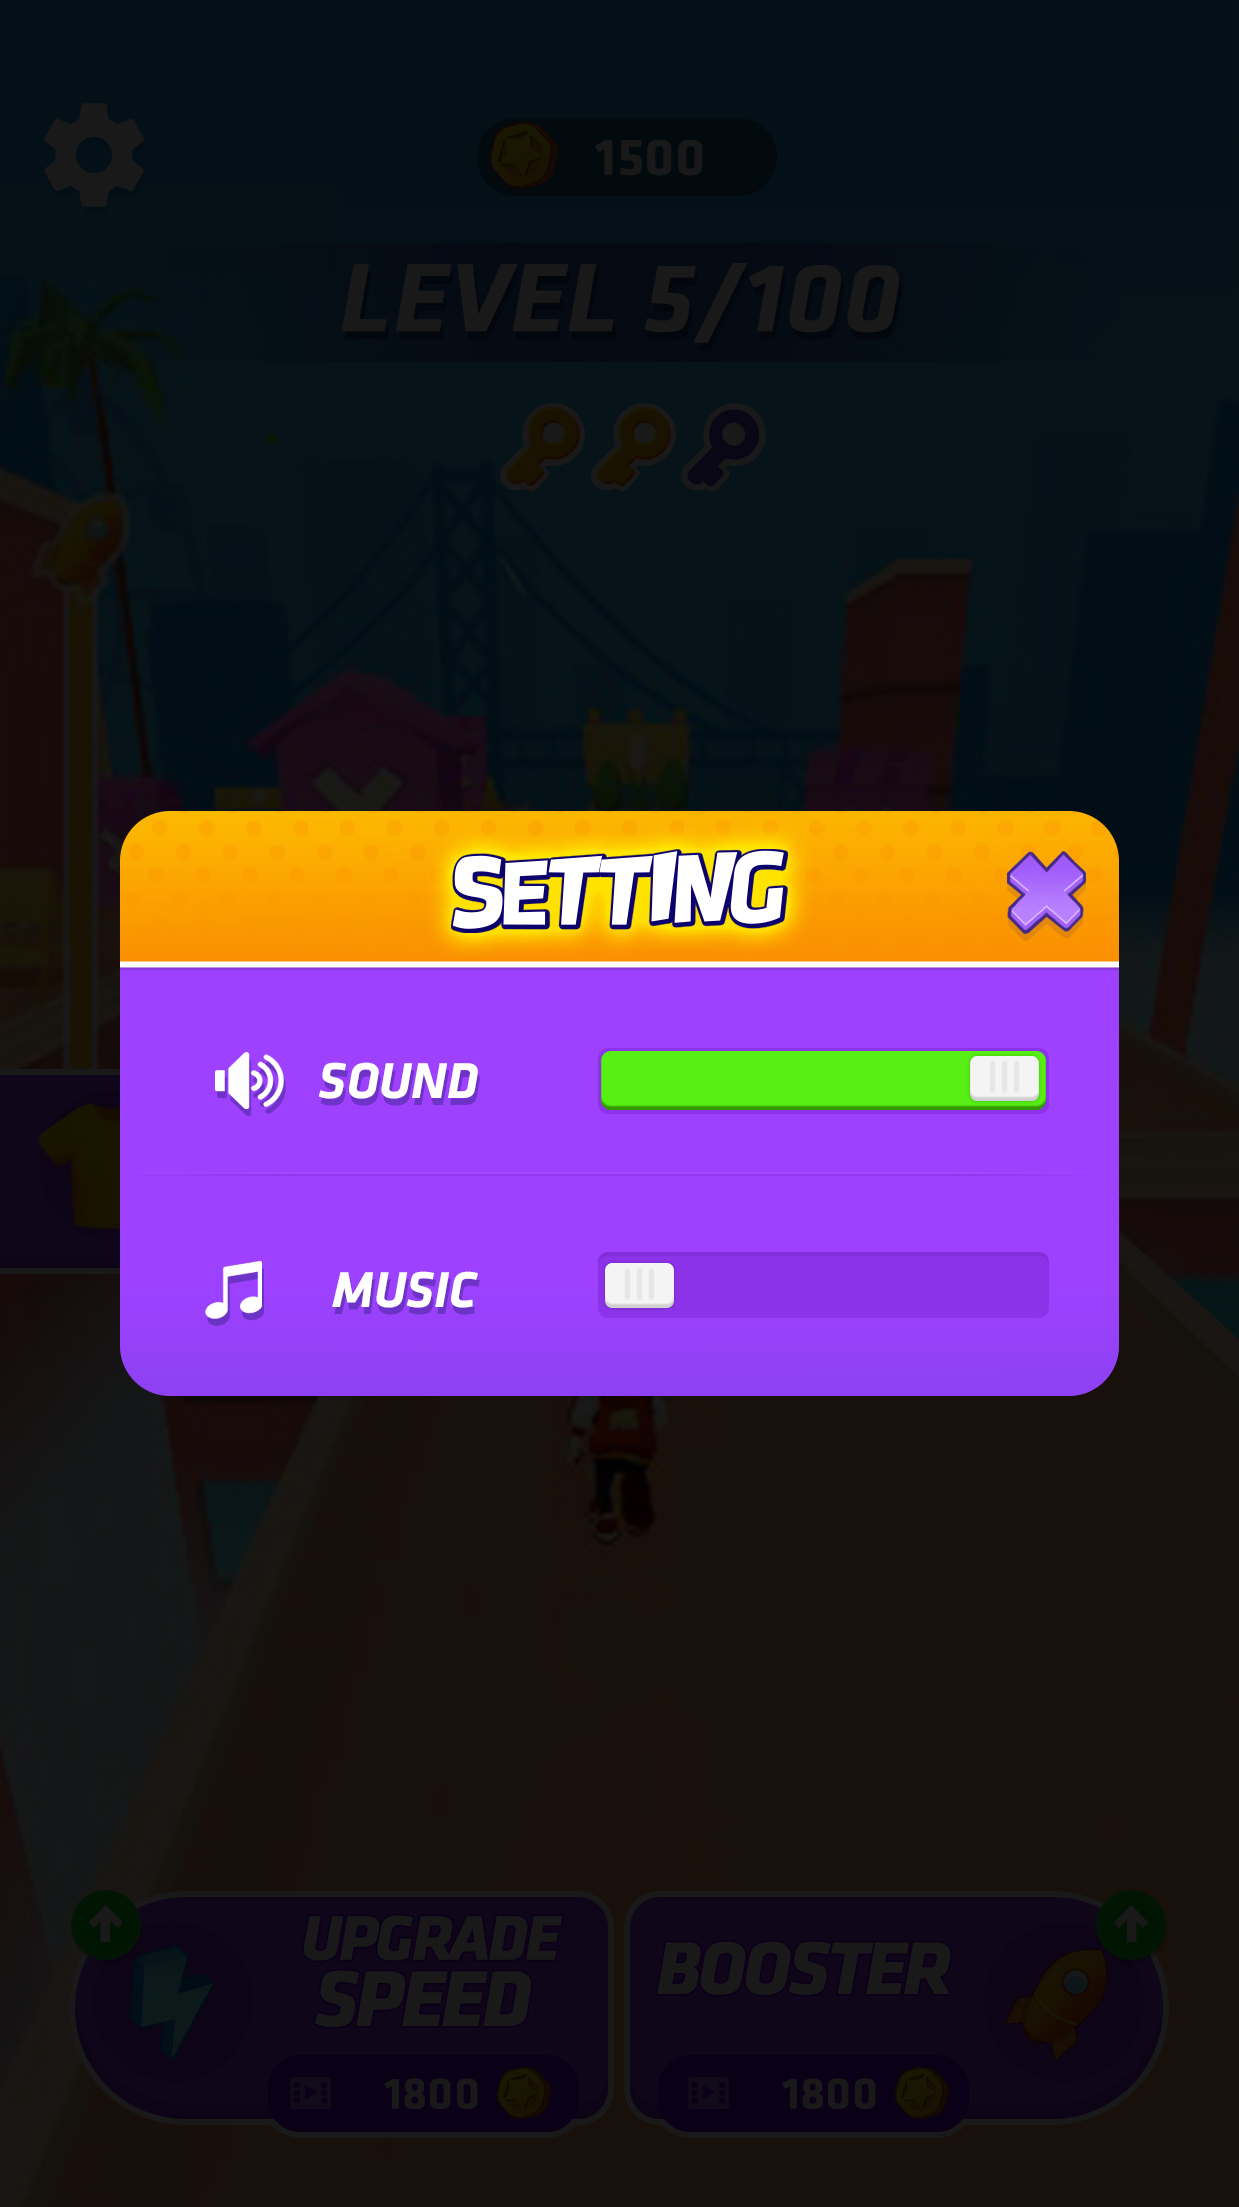 1500
LEVEL 5/100
SETTING
SOUND
MUSIC
UPGRADE
SPEED
BOOSTER
1800
1800